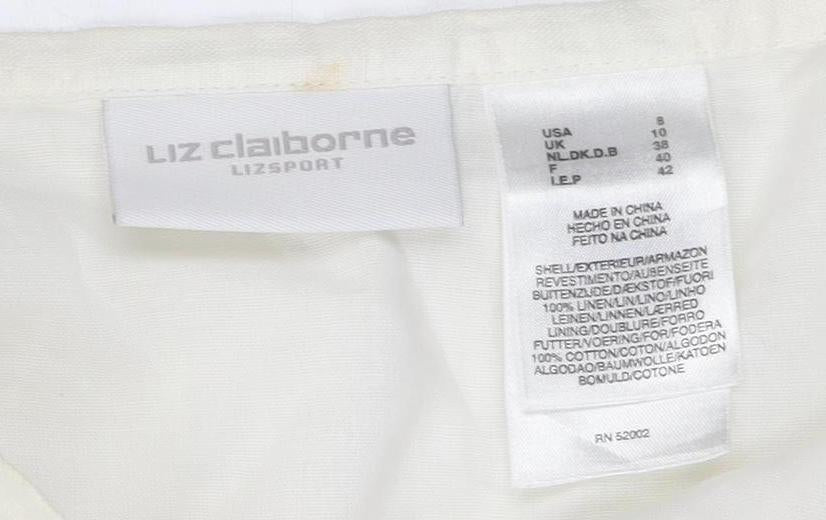 LIZ claiborne
LIZSPORT
USA 8
UK 10
NL.DK.D.B 38
F 40
I.E.P 42
MADE IN CHINA
HECHO EN CHINA
FEITO NA CHINA
SHELL/EXTERIEUR/ARMAZON
REVESTIMENTO/AUBENSEITE
BUITENZIJDE/DÆKSTOF/FUORI
100% LINEN/LIN/LINO/LINHO
LEINEN/LINNEN/LÆRRED
LINING/DOUBLURE/FORRO
FUTTER/VOERING/FOR/FODERA
100% COTTON/COTON/ALGODON
ALGODAO/BAUMWOLLE/KATOEN
BOMULD/COTONE
RN 52002